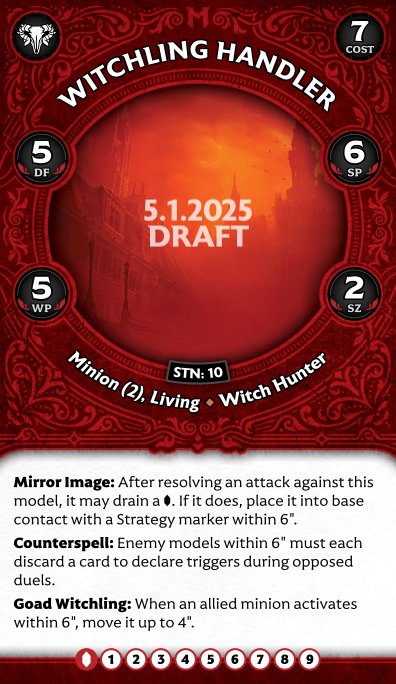 WITCHLING HANDLER
7
COST
5
DF
6
SP
5.1.2025
DRAFT
5
WP
2
SZ
STN: 10
Minion (2), Living ◆ Witch Hunter
Mirror Image: After resolving an attack against this
model, it may drain a ⬮. If it does, place it into base
contact with a Strategy marker within 6".
Counterspell: Enemy models within 6" must each
discard a card to declare triggers during opposed
duels.
Goad Witchling: When an allied minion activates
within 6", move it up to 4".
1 2 3 4 5 6 7 8 9